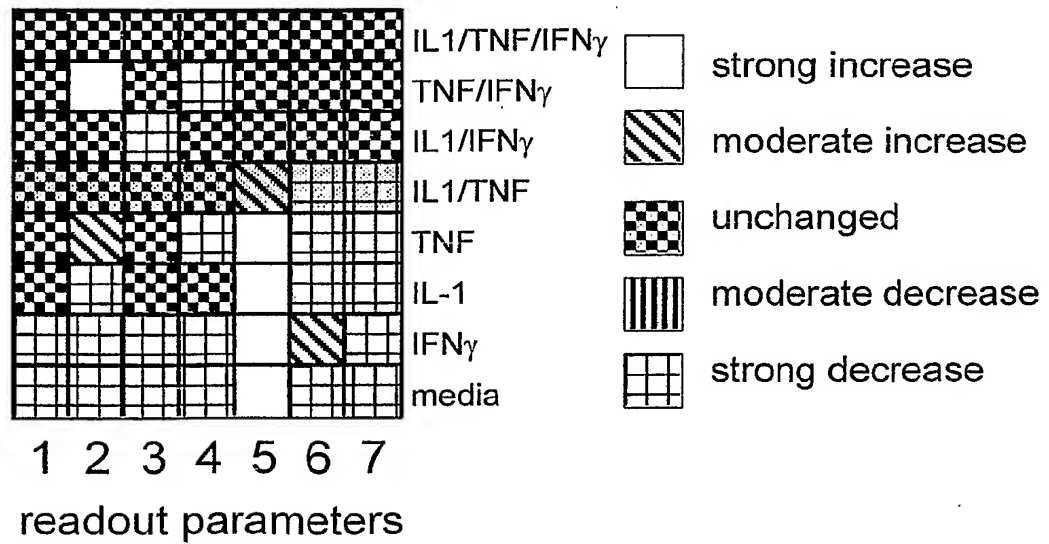 IL1/TNF/IFNγ
TNF/IFNγ
IL1/IFNγ
IL1/TNF
TNF
IL-1
IFNγ
media
1 2 3 4 5 6 7
readout parameters
strong increase
moderate increase
unchanged
moderate decrease
strong decrease